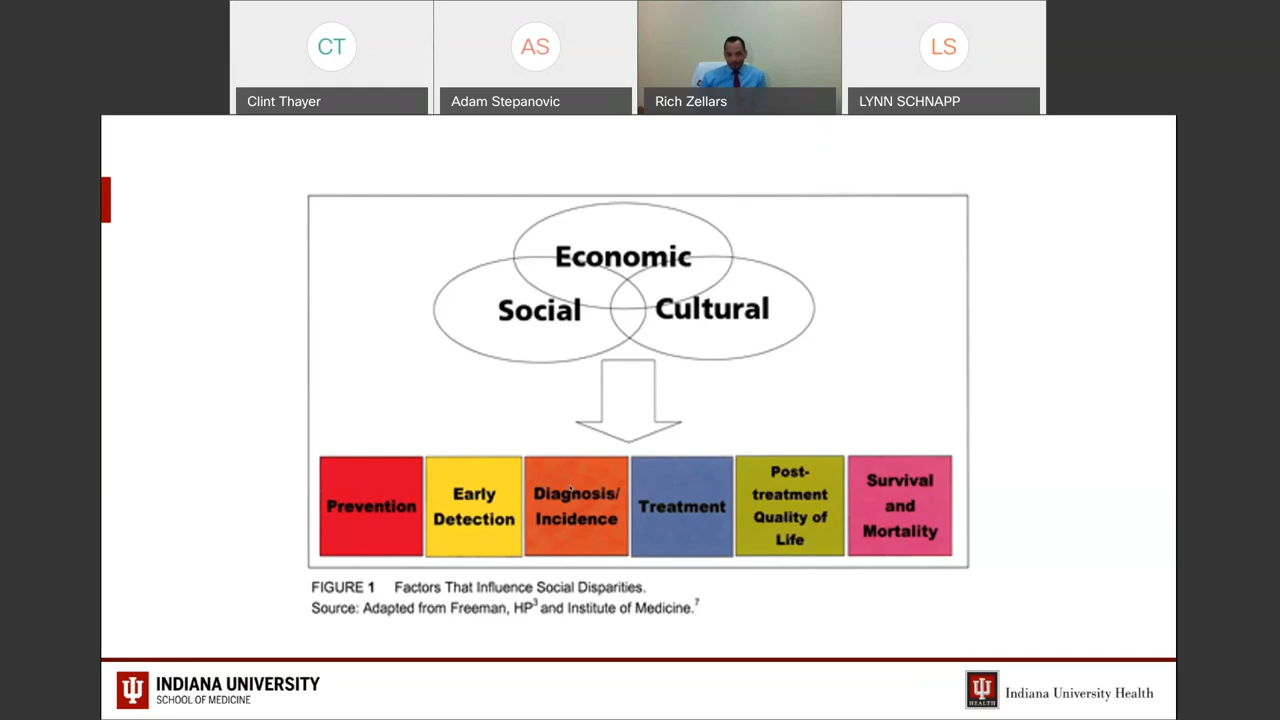 CT
AS
LS
Clint Thayer
Adam Stepanovic
Rich Zellars
LYNN SCHNAPP
Economic
Social
Cultural
Prevention
Early
Detection
Diagnosis/
Incidence
Treatment
Post-
treatment
Quality of
Life
Survival
and
Mortality
FIGURE 1 Factors That Influence Social Disparities.
Source: Adapted from Freeman, HP³ and Institute of Medicine.⁷
INDIANA UNIVERSITY
SCHOOL OF MEDICINE
HEALTH
Indiana University Health